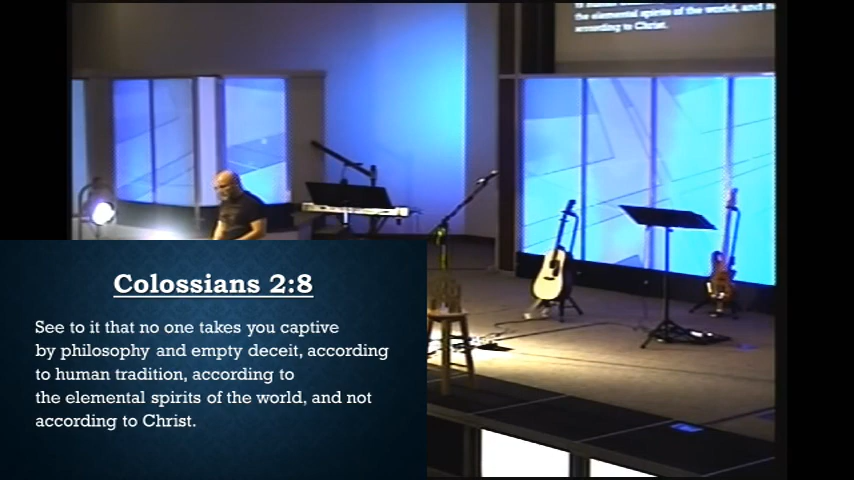 to human
the elemental spirits of the world, and n
according to Christ.
Colossians 2:8
See to it that no one takes you captive
by philosophy and empty deceit, according
to human tradition, according to
the elemental spirits of the world, and not
according to Christ.